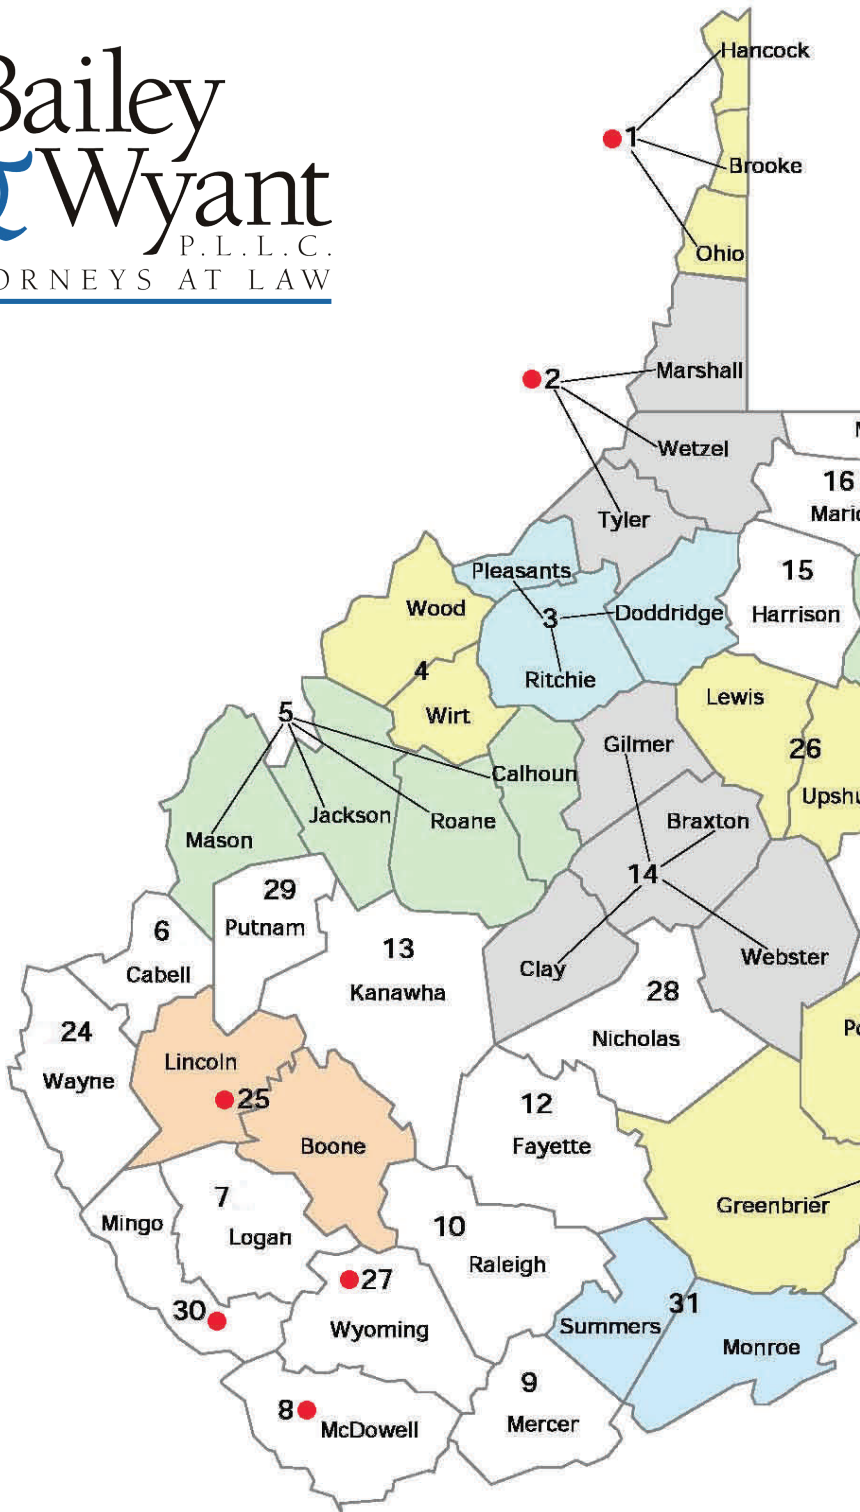 Bailey
& Wyant
P.L.L.C.
ORNEYS AT LAW
Hancock
1
Brooke
Ohio
2
Marshall
Wetzel
16
Tyler
15
Pleasants
Wood
3
Doddridge
Harrison
4
Ritchie
Lewis
5
Wirt
Gilmer
26
Calhoun
Jackson
Roane
Braxton
Mason
14
29
Putnam
6
13
Cabell
Clay
Webster
Kanawha
28
24
Nicholas
Wayne
Lincoln
25
12
Boone
Fayette
7
Greenbrier
Mingo
Logan
10
Raleigh
27
30
31
Wyoming
Summers
Monroe
9
8
McDowell
Mercer